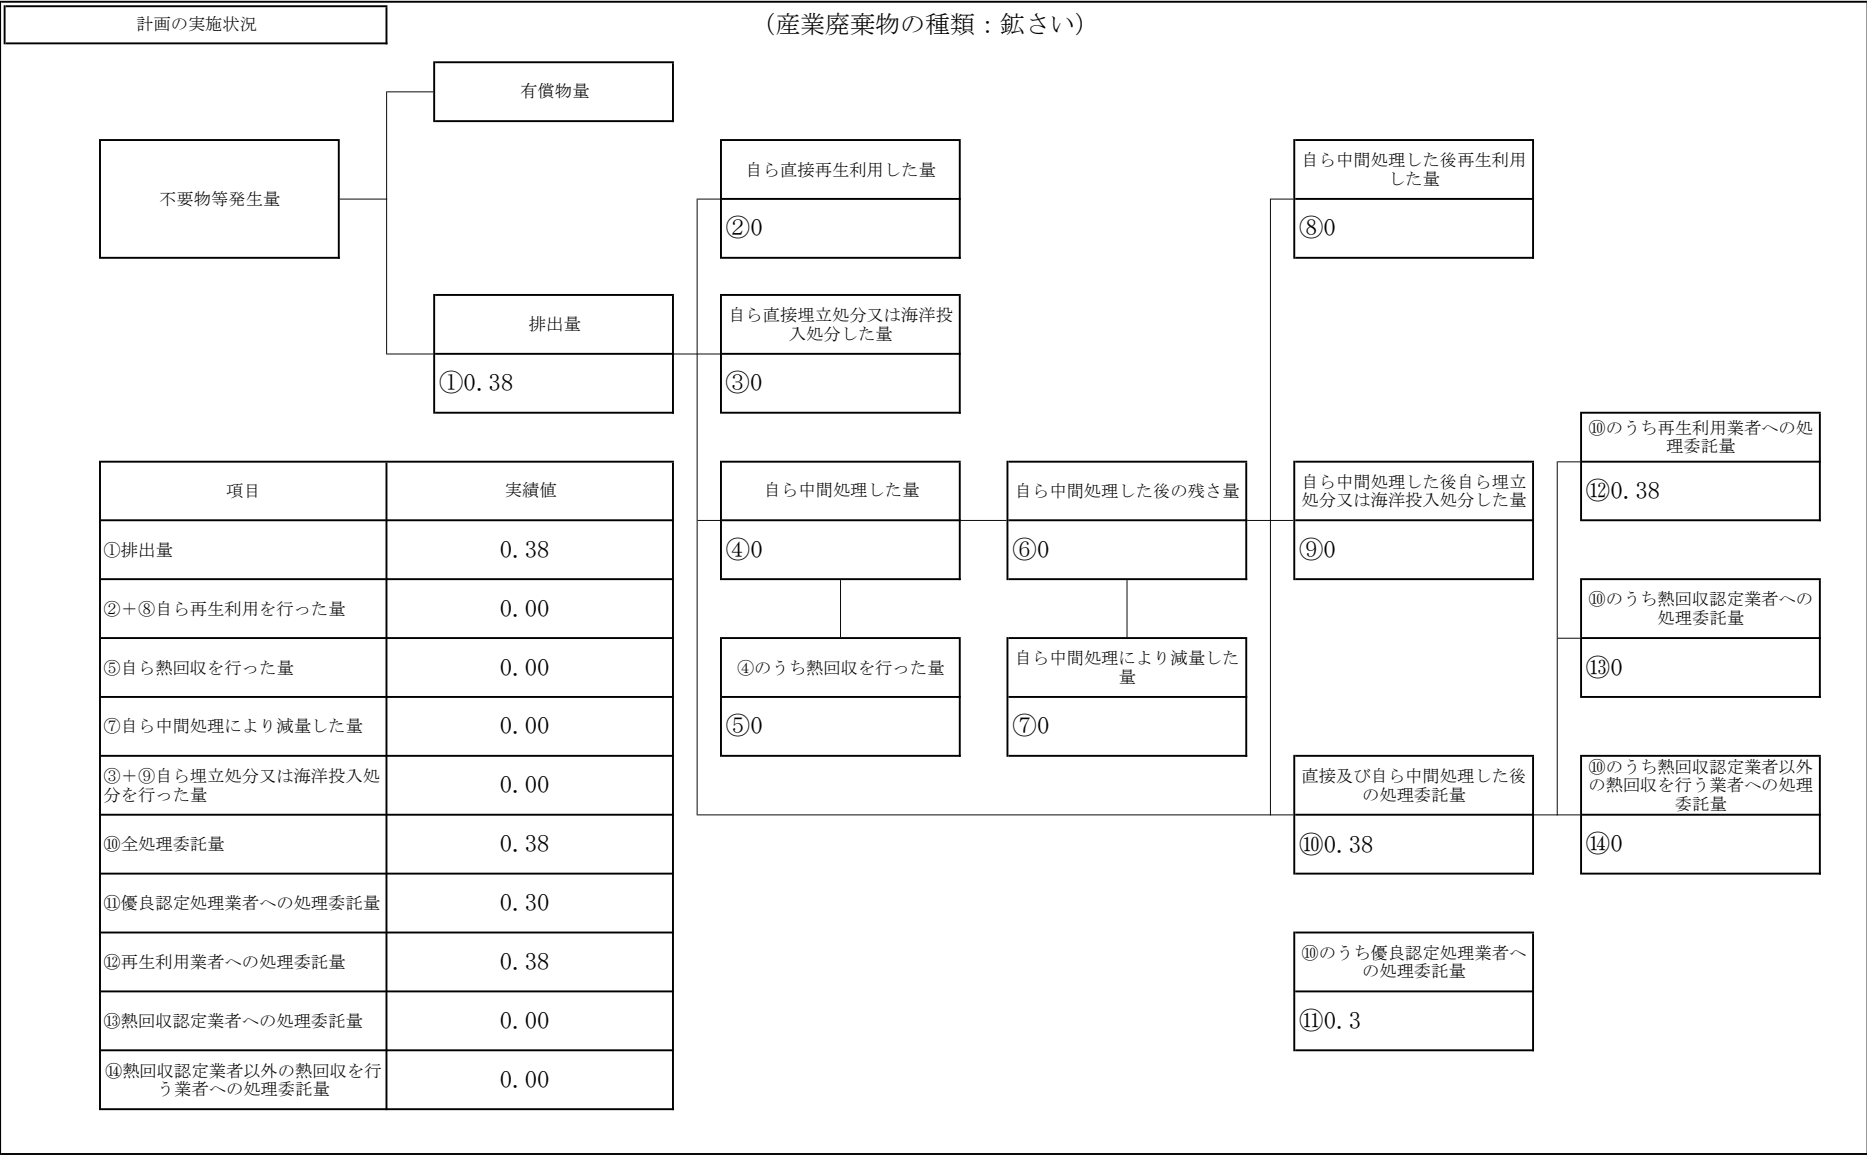 計画の実施状況
（産業廃棄物の種類：鉱さい）
有償物量
不要物等発生量
排出量
①0.38
自ら直接再生利用した量
②0
自ら直接埋立処分又は海洋投
入処分した量
③0
自ら中間処理した量
④0
④のうち熱回収を行った量
⑤0
自ら中間処理した後の残さ量
⑥0
自ら中間処理により減量した
量
⑦0
自ら中間処理した後再生利用
した量
⑧0
自ら中間処理した後自ら埋立
処分又は海洋投入処分した量
⑨0
直接及び自ら中間処理した後
の処理委託量
⑩0.38
⑩のうち優良認定処理業者へ
の処理委託量
⑪0.3
⑩のうち再生利用業者への処
理委託量
⑫0.38
⑩のうち熱回収認定業者への
処理委託量
⑬0
⑩のうち熱回収認定業者以外
の熱回収を行う業者への処理
委託量
⑭0
項目 実績値
①排出量 0.38
②＋⑧自ら再生利用を行った量 0.00
⑤自ら熱回収を行った量 0.00
⑦自ら中間処理により減量した量 0.00
③＋⑨自ら埋立処分又は海洋投入処
分を行った量 0.00
⑩全処理委託量 0.38
⑪優良認定処理業者への処理委託量 0.30
⑫再生利用業者への処理委託量 0.38
⑬熱回収認定業者への処理委託量 0.00
⑭熱回収認定業者以外の熱回収を行
う業者への処理委託量 0.00